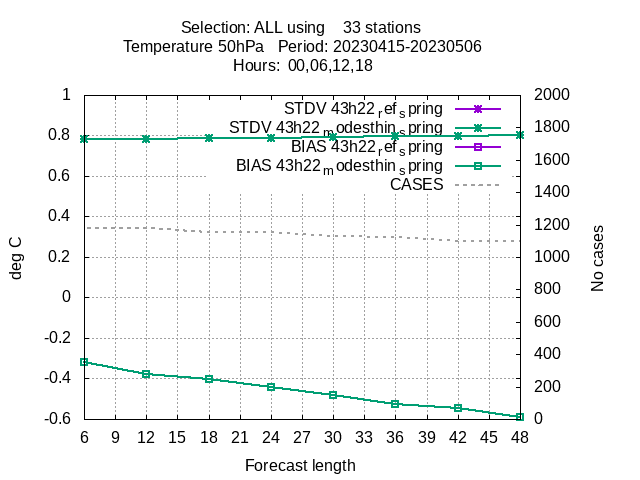 Selection: ALL using    33 stations
Temperature 50hPa   Period: 20230415-20230506
Hours:  00,06,12,18
STDV 43h22_ref_spring
STDV 43h22_modesthin_spring
BIAS 43h22_ref_spring
BIAS 43h22_modesthin_spring
CASES
deg C
1
0.8
0.6
0.4
0.2
0
-0.2
-0.4
-0.6
2000
1800
1600
1400
1200
1000
800
600
400
200
0
No cases
6 9 12 15 18 21 24 27 30 33 36 39 42 45 48
Forecast length